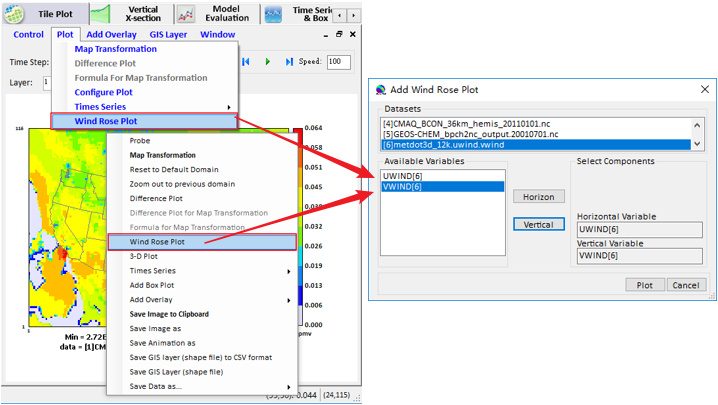 Tile Plot
Vertical
X-section
Model
Evaluation
Time Serie
& Box
Control Plot Add Overlay GIS Layer Window
Time Step:
Speed: 100
Layer: 1
Map Transformation
Difference Plot
Formula For Map Transformation
Configure Plot
Times Series
Wind Rose Plot
Probe
Map Transformation
Reset to Default Domain
Zoom out to previous domain
Difference Plot
Difference Plot for Map Transformation
Formula for Map Transformation
Wind Rose Plot
3-D Plot
Times Series
Add Box Plot
Add Overlay
Save Image to Clipboard
Save Image as
Save Animation as
Save GIS layer (shape file) to CSV format
Save GIS Layer (shape file)
Save Data as...
116
1
1
0.064
0.051
0.045
0.038
0.032
0.026
0.019
0.013
0.006
0.000
ppmv
Min = 2.72E
data = [1]CM
0.044
(24,115)
Add Wind Rose Plot
Datasets
[4]CMAQ_BCON_36km_hemis_20110101.nc
[5]GEOS-CHEM_bpch2nc_output.20010701.nc
[6]metdot3d_12k.uwind.vwind
Available Variables
UWIND[6]
VWIND[6]
Horizon
Vertical
Select Components
Horizontal Variable
UWIND[6]
Vertical Variable
VWIND[6]
Plot
Cancel